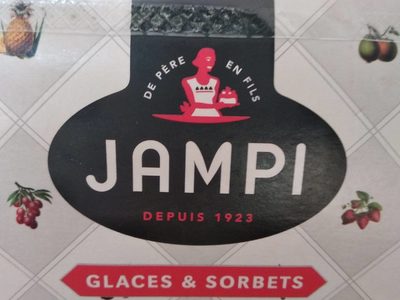 DE PÈRE EN FILS
JAMPI
DEPUIS 1923
GLACES & SORBETS